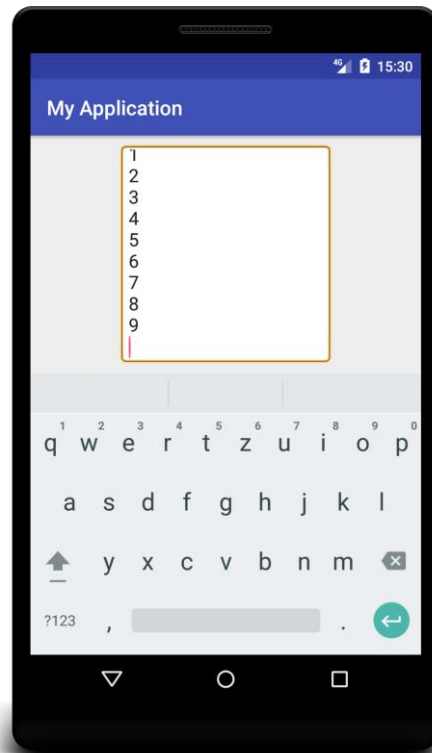 4G 15:30
My Application
1
2
3
4
5
6
7
8
9
1 2 3 4 5 6 7 8 9 0
q w e r t z u i o p
a s d f g h j k l
y x c v b n m
?123 , .